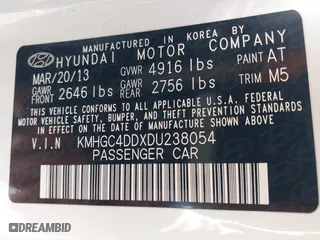 MANUFACTURED IN KOREA BY
HYUNDAI MOTOR COMPANY
MAR/20/13 GVWR 4916 lbs PAINT AT
GAWR FRONT 2646 lbs GAWR REAR 2756 lbs TRIM M5
THIS VEHICLE CONFORMS TO ALL APPLICABLE U.S. FEDERAL
MOTOR VEHICLE SAFETY, BUMPER, AND THEFT
PREVENTION STANDARDS IN EFFECT ON THE DATE OF
MANUFACTURE SHOWN ABOVE.
V.I.N KMHGC4DDXDU238054
PASSENGER CAR
DREAMBID